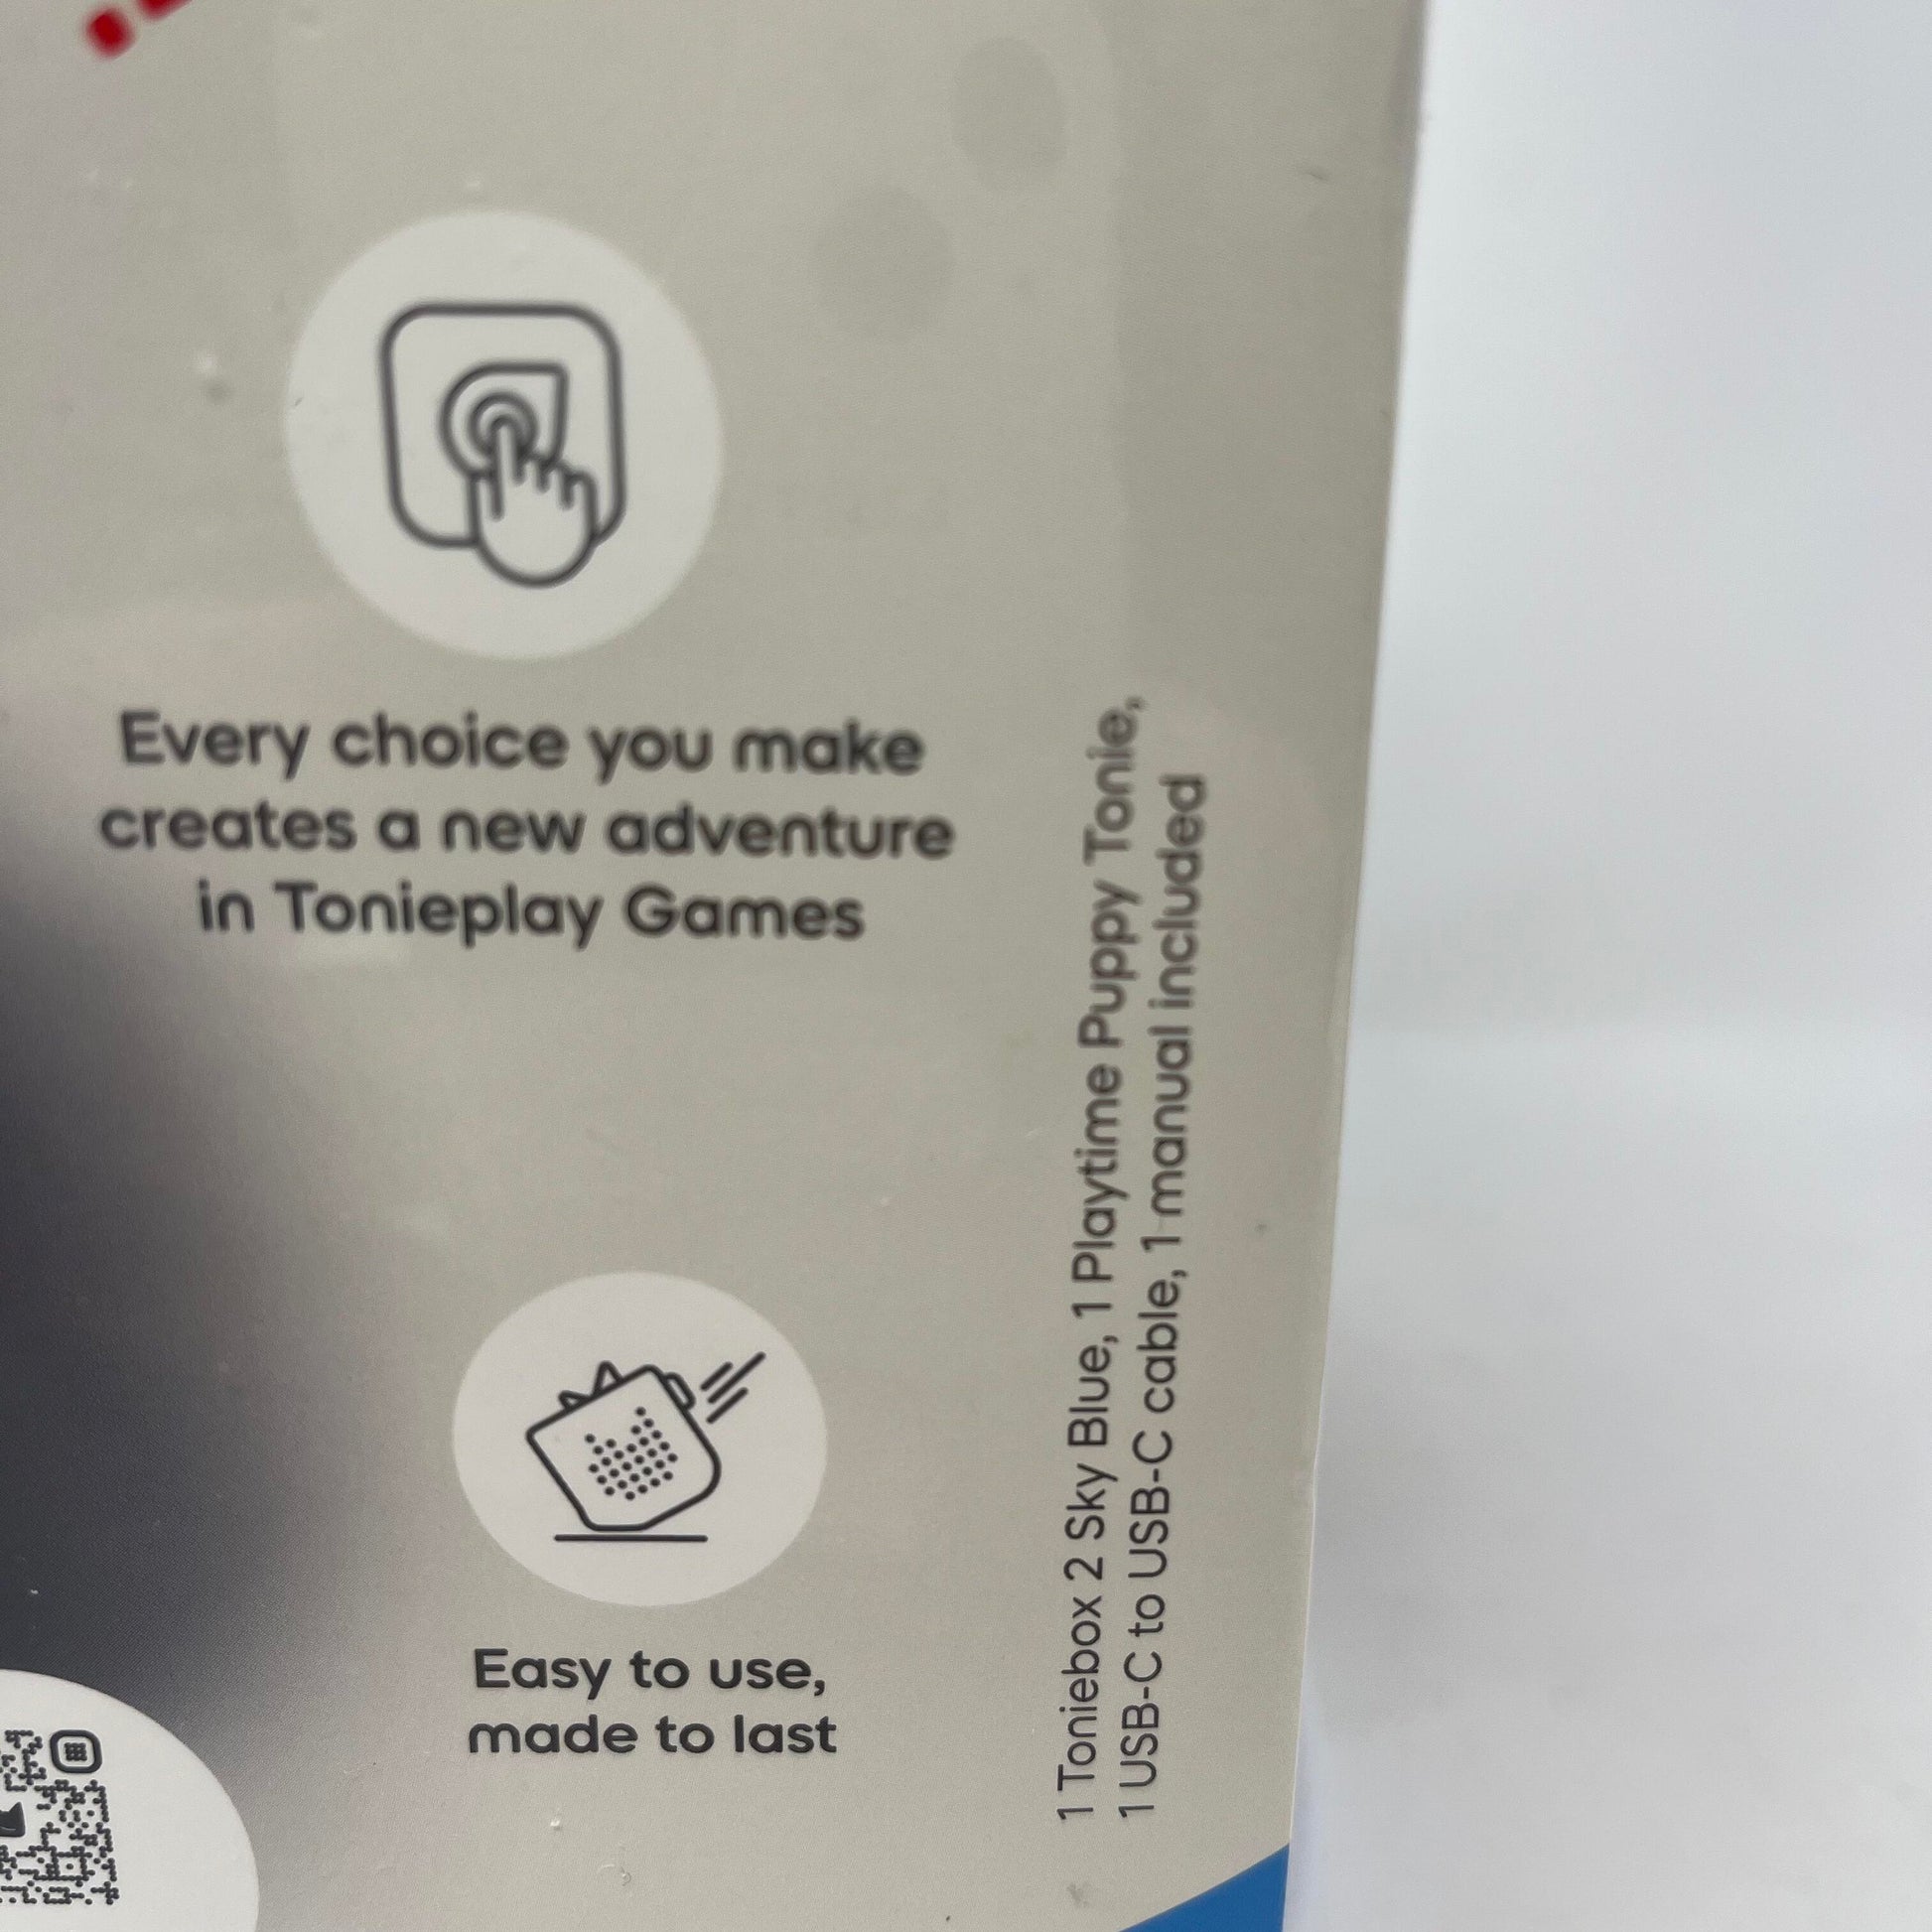 Every choice you make
creates a new adventure
in Tonieplay Games
Easy to use,
made to last
1 Toniebox 2 Sky Blue, 1 Playtime Puppy Tonie,
1 USB-C to USB-C cable, 1 manual included